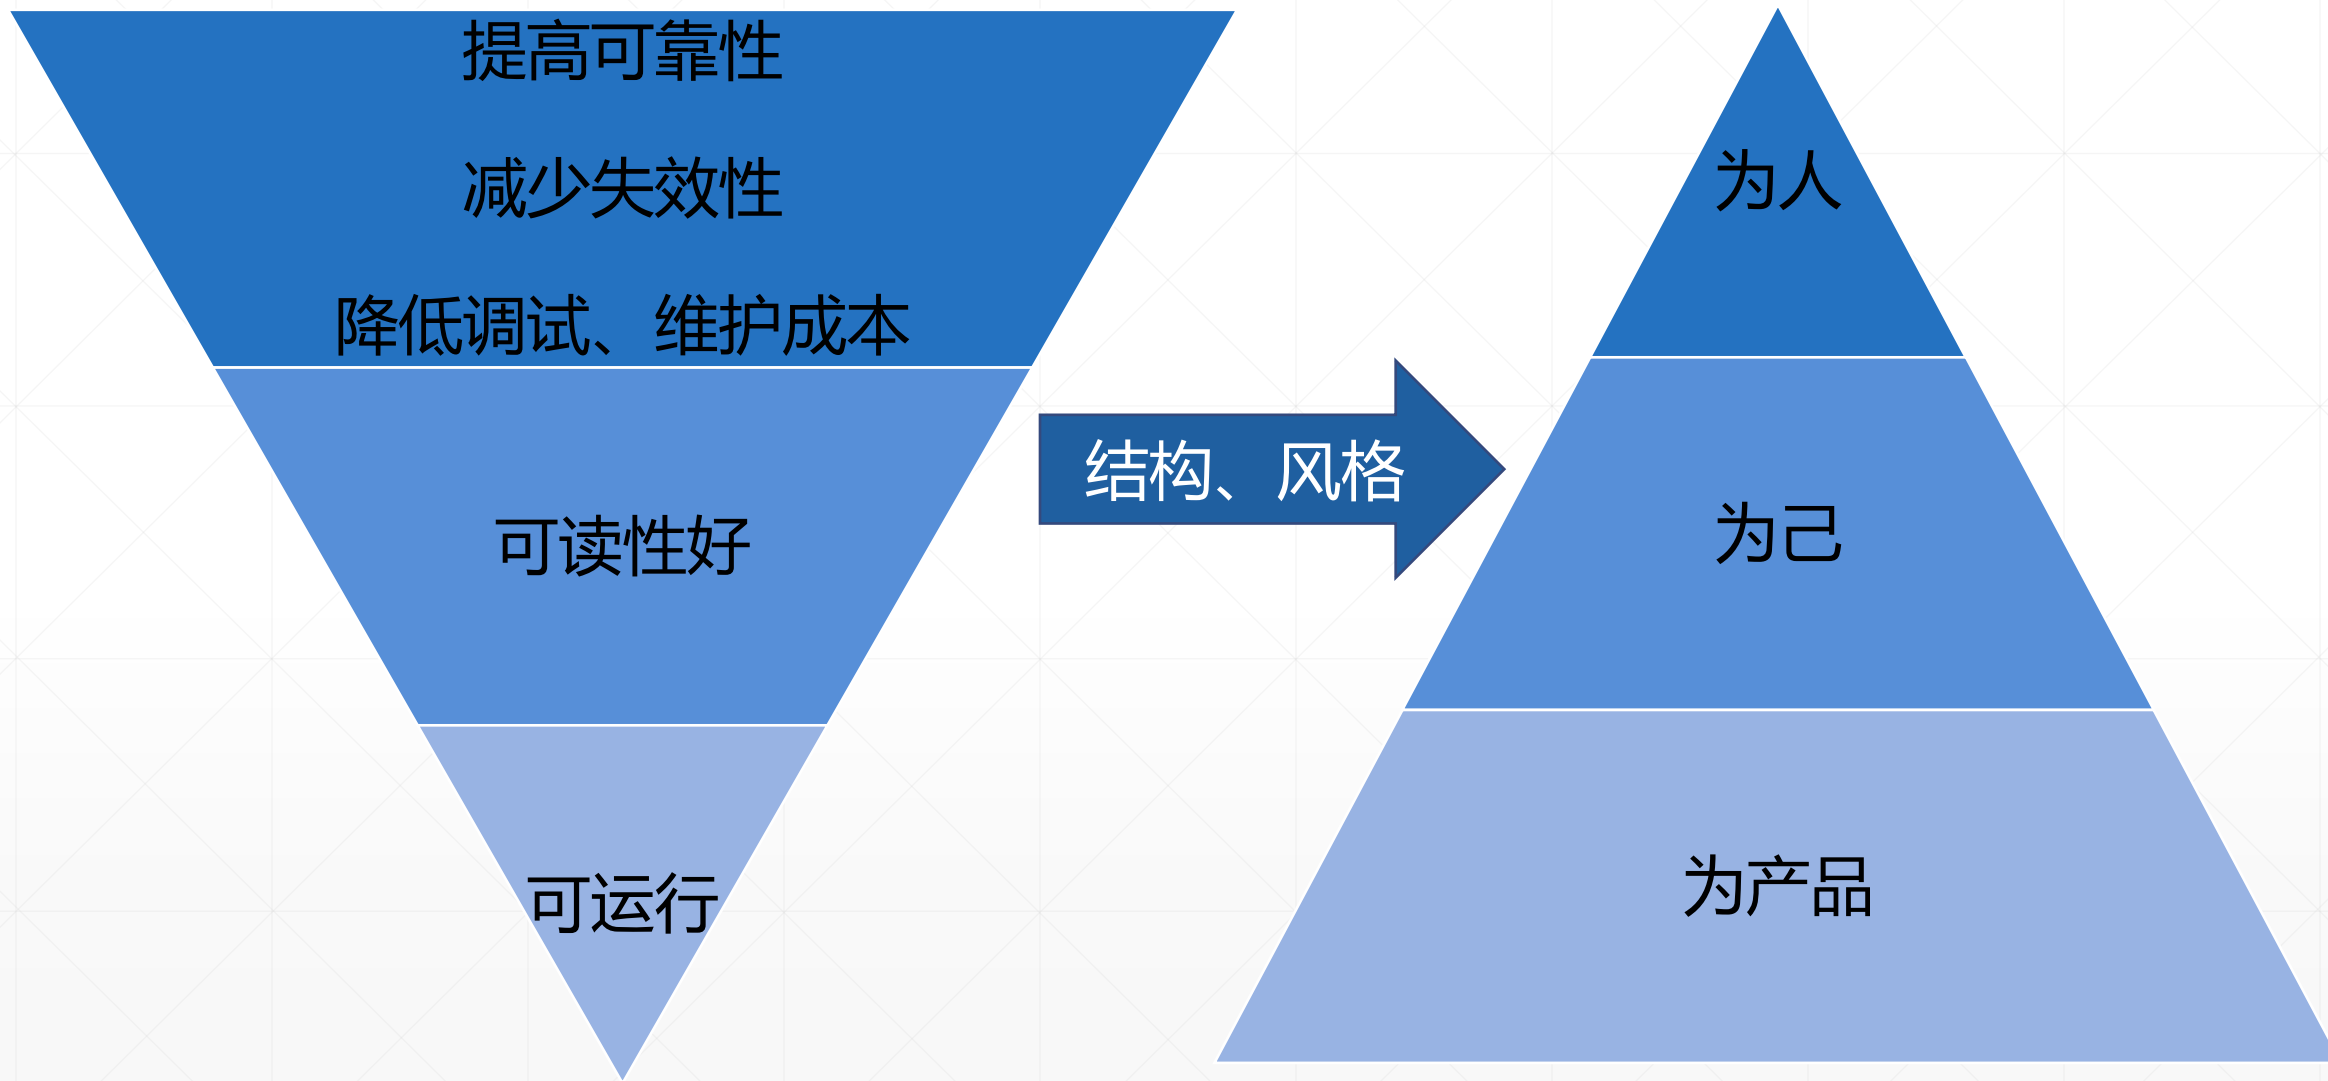 提高可靠性
减少失效性
降低调试、维护成本
可读性好
可运行
结构、风格
为人
为己
为产品